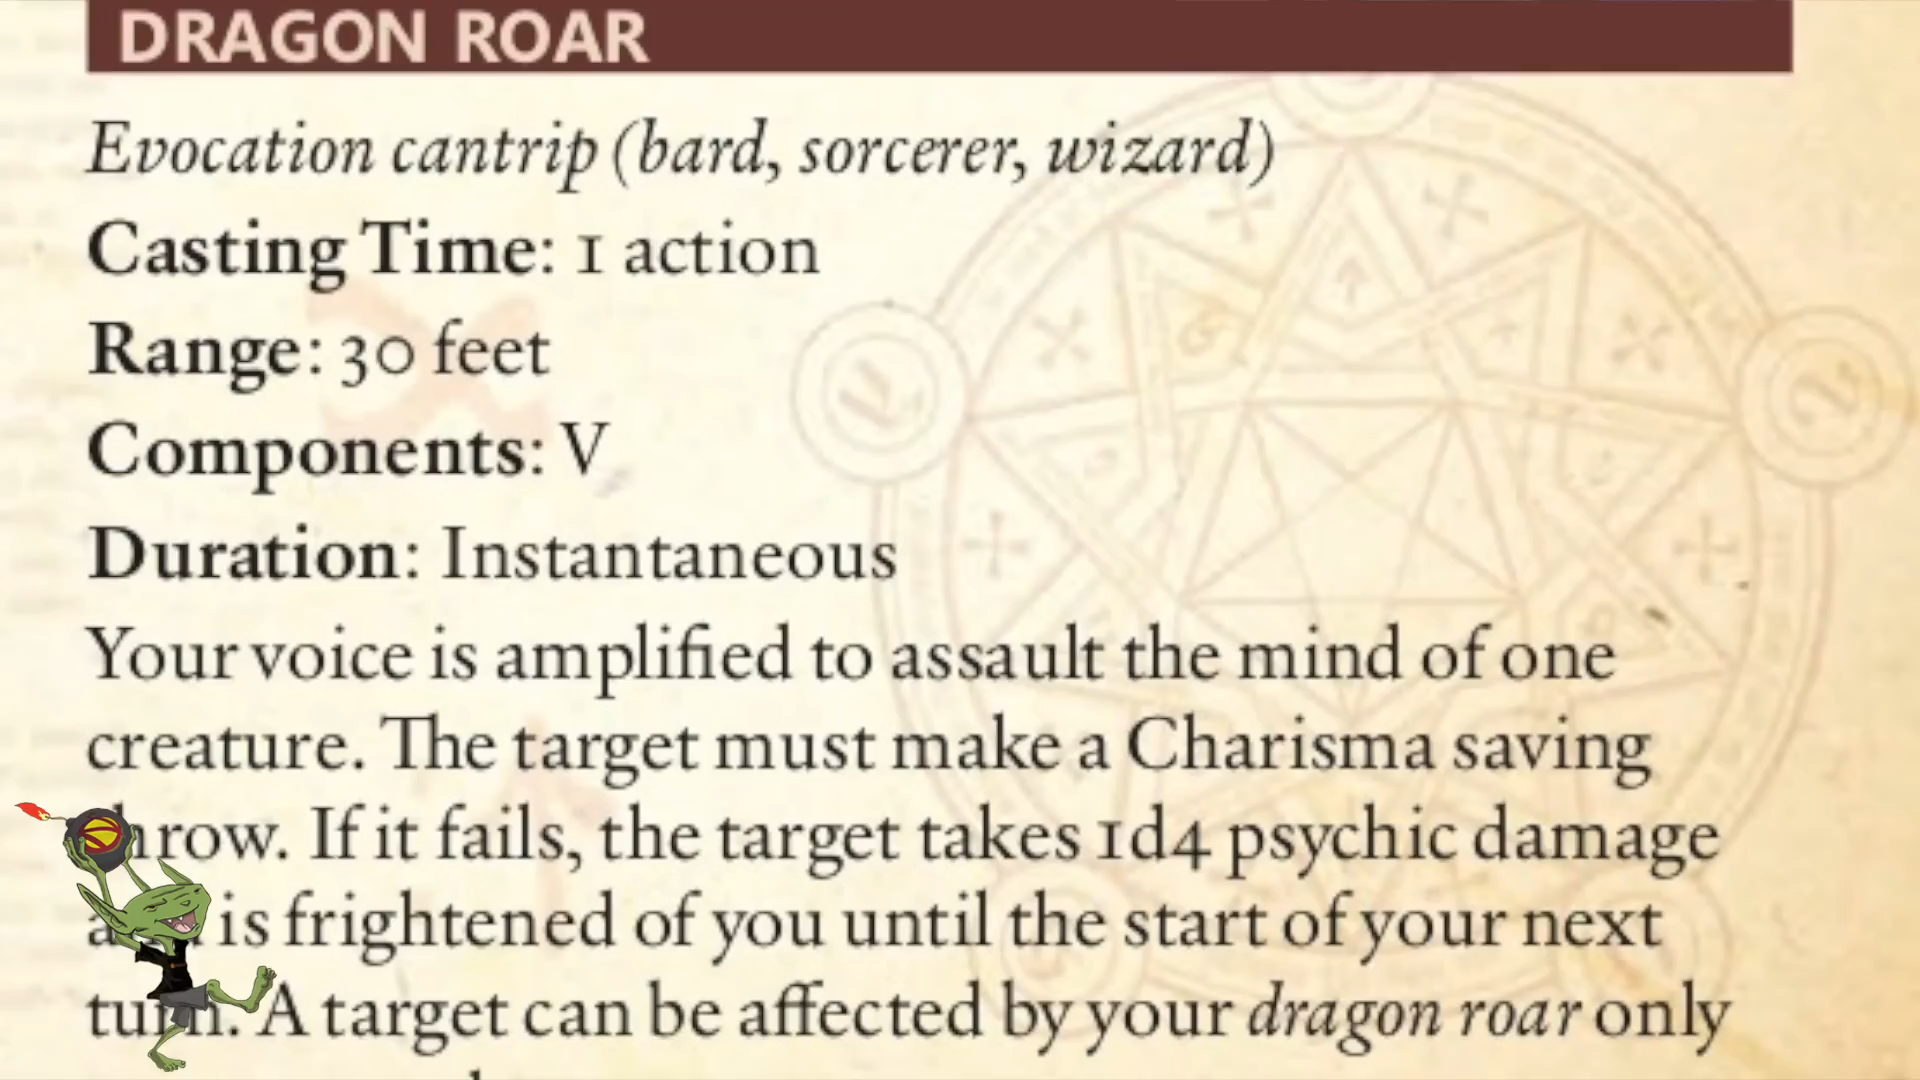 DRAGON ROAR
Evocation cantrip (bard, sorcerer, wizard)
Casting Time: 1 action
Range: 30 feet
Components: V
Duration: Instantaneous
Your voice is amplified to assault the mind of one
creature. The target must make a Charisma saving
throw. If it fails, the target takes 1d4 psychic damage
is frightened of you until the start of your next
turn. A target can be affected by your dragon roar only